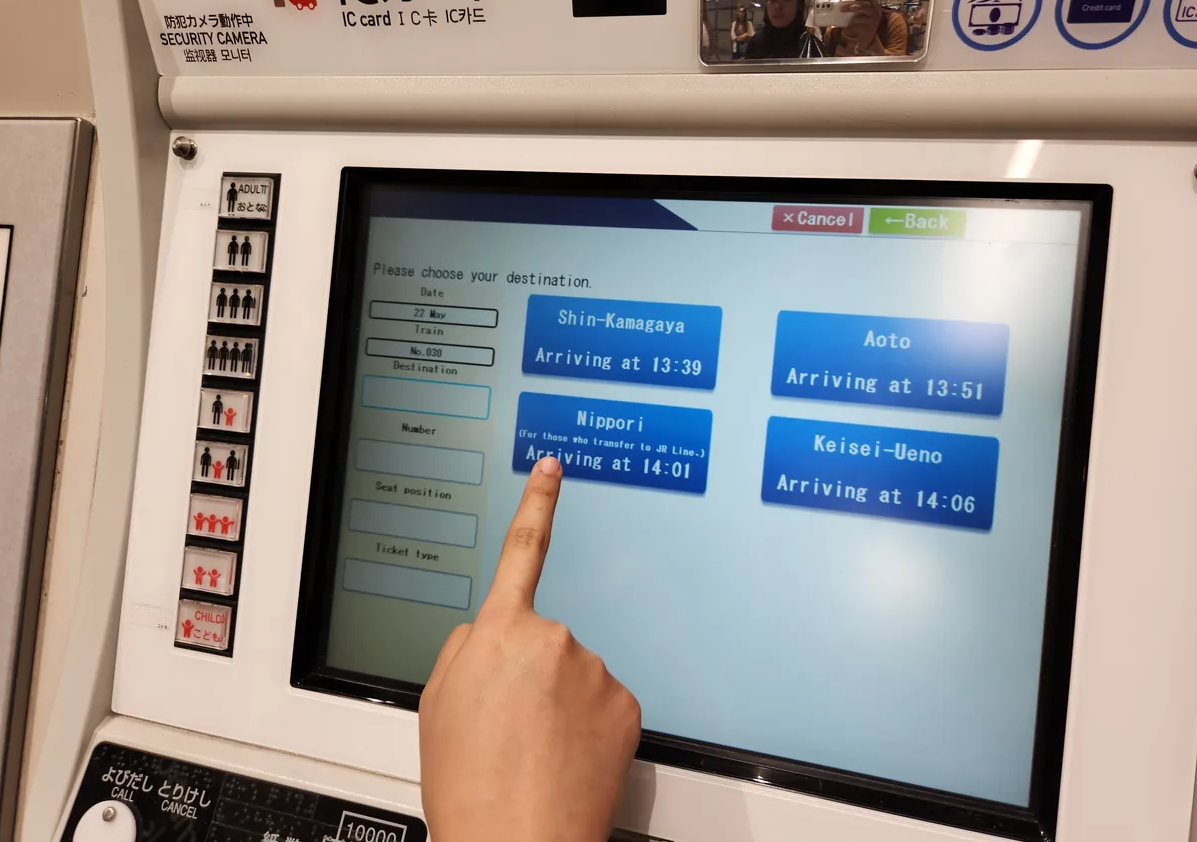 防犯カメラ動作中
SECURITY CAMERA
监视器 모니터
IC card I C卡 IC카드
Credit card
IC
ADULT
おとな
CHILD
こども
×Cancel
←Back
Please choose your destination.
Date
22 May
Train
No.030
Destination
Number
Seat position
Ticket type
Shin-Kamagaya
Arriving at 13:39
Aoto
Arriving at 13:51
Nippori
(For those who transfer to JR Line.)
Arriving at 14:01
Keisei-Ueno
Arriving at 14:06
よびだし とりけし
CALL CANCEL
10000